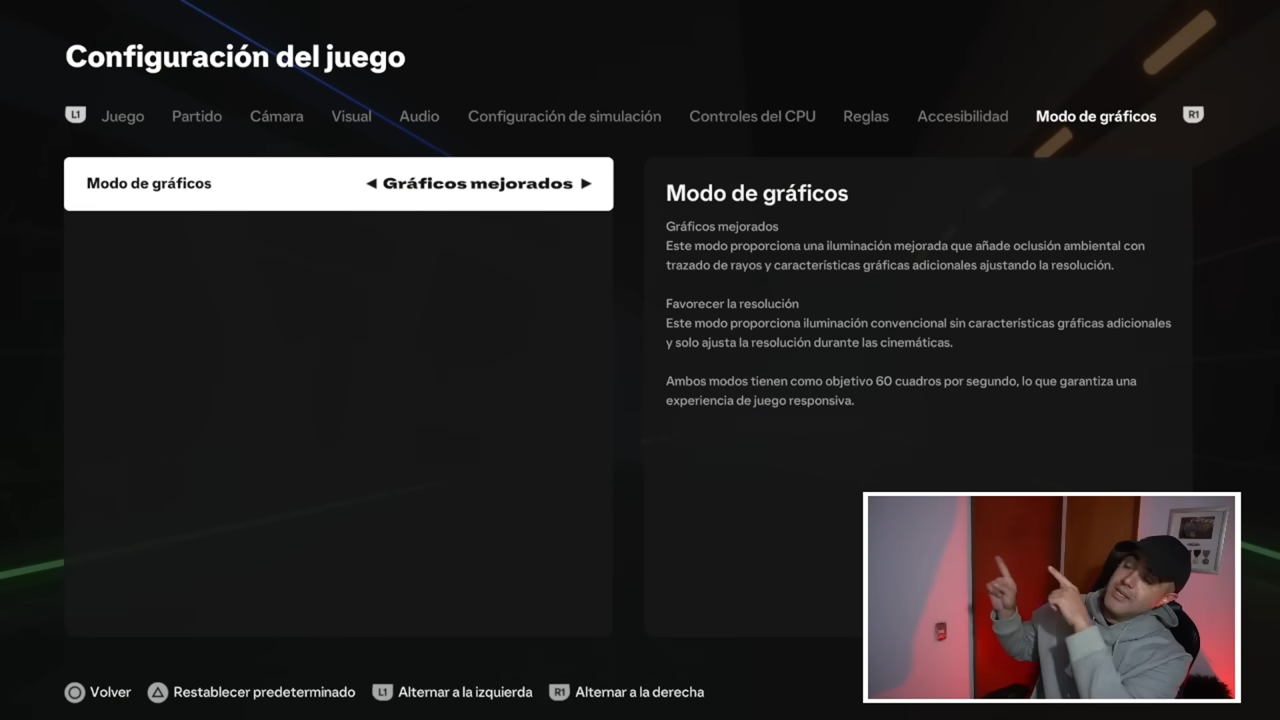 Configuración del juego
L1 Juego Partido Cámara Visual Audio Configuración de simulación Controles del CPU Reglas Accesibilidad Modo de gráficos R1
Modo de gráficos Gráficos mejorados
Modo de gráficos
Gráficos mejorados
Este modo proporciona una iluminación mejorada que añade oclusión ambiental con
trazado de rayos y características gráficas adicionales ajustando la resolución.
Favorecer la resolución
Este modo proporciona iluminación convencional sin características gráficas adicionales
y solo ajusta la resolución durante las cinemáticas.
Ambos modos tienen como objetivo 60 cuadros por segundo, lo que garantiza una
experiencia de juego responsiva.
Volver Restablecer predeterminado L1 Alternar a la izquierda R1 Alternar a la derecha